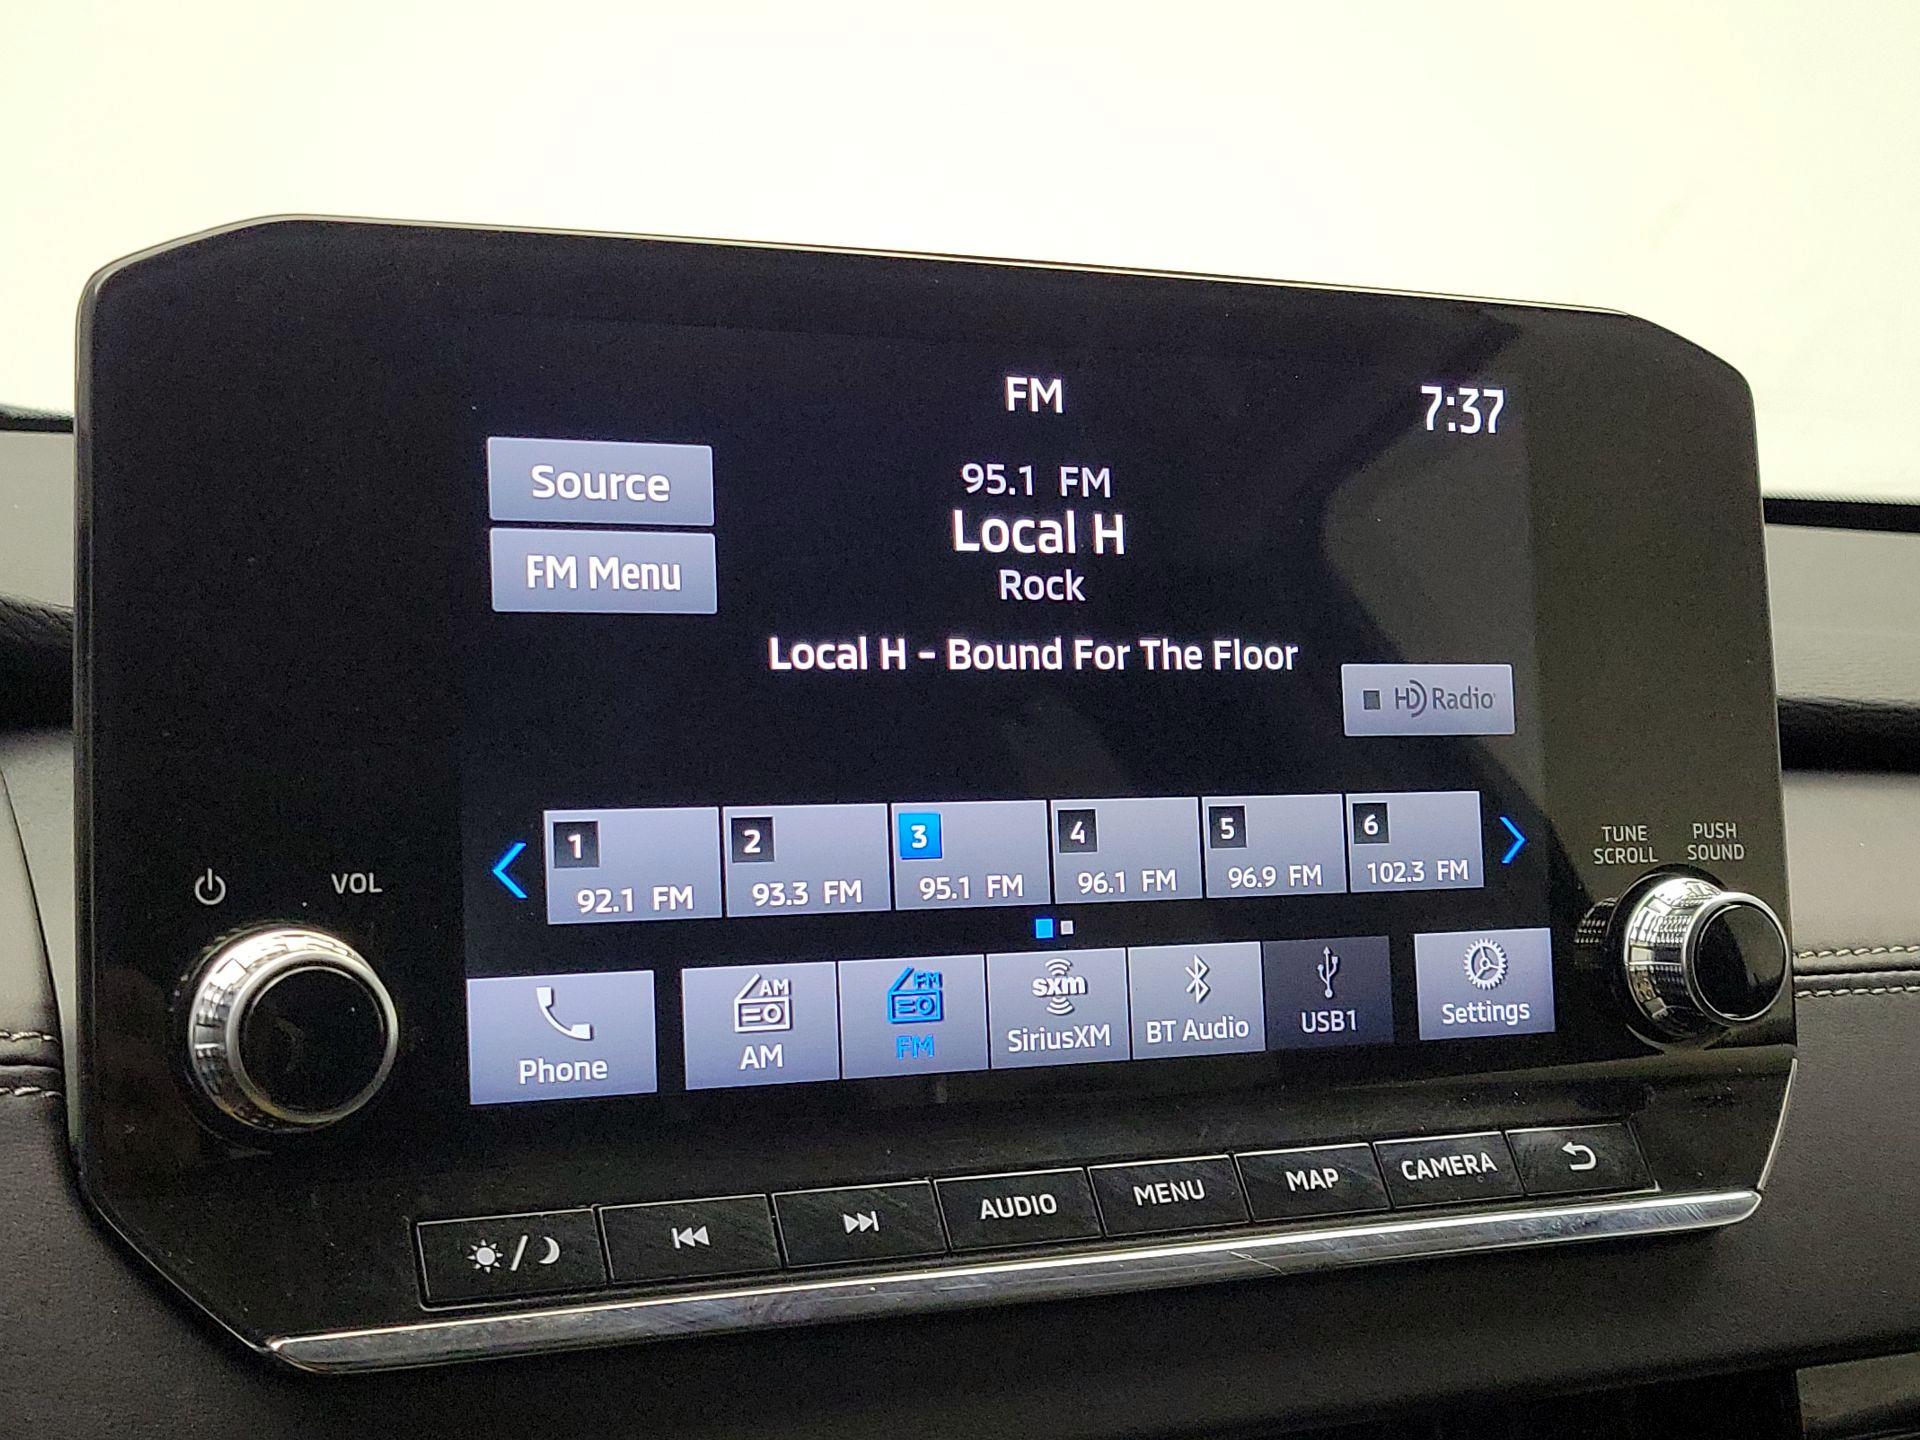 FM
7:37
Source
95.1 FM
Local H
FM Menu
Rock
Local H - Bound For The Floor
HD Radio
1
2
3
4
5
6
92.1 FM
93.3 FM
95.1 FM
96.1 FM
96.9 FM
102.3 FM
TUNE
SCROLL
PUSH
SOUND
VOL
Phone
AM
AM
FM
FM
sxm
SiriusXM
BT Audio
USB1
Settings
AUDIO
MENU
MAP
CAMERA